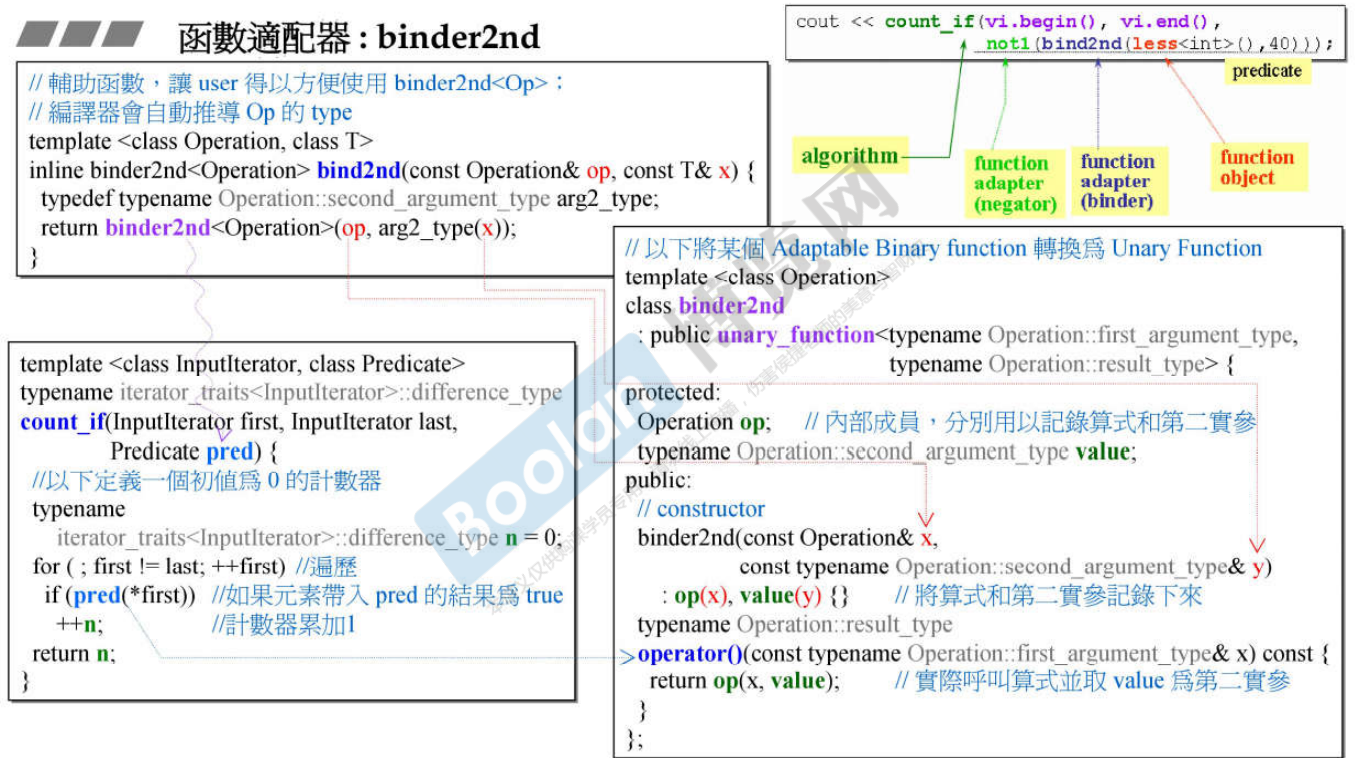 函數適配器 : binder2nd
cout << count_if(vi.begin(), vi.end(),
not1(bind2nd(less<int>(),40)));
predicate
algorithm
function
adapter
(negator)
function
adapter
(binder)
function
object
// 輔助函數，讓 user 得以方便使用 binder2nd<Op>：
// 編譯器會自動推導 Op 的 type
template <class Operation, class T>
inline binder2nd<Operation> bind2nd(const Operation& op, const T& x) {
typedef typename Operation::second_argument_type arg2_type;
return binder2nd<Operation>(op, arg2_type(x));
}
template <class InputIterator, class Predicate>
typename iterator_traits<InputIterator>::difference_type
count_if(InputIterator first, InputIterator last,
Predicate pred) {
//以下定義一個初值為 0 的計數器
typename
iterator_traits<InputIterator>::difference_type n = 0;
for ( ; first != last; ++first) //遍歷
if (pred(*first)) //如果元素帶入 pred 的結果為 true
++n; //計數器累加1
return n;
}
// 以下將某個 Adaptable Binary function 轉換為 Unary Function
template <class Operation>
class binder2nd
: public unary_function<typename Operation::first_argument_type,
typename Operation::result_type> {
protected:
Operation op; // 內部成員，分別用以記錄算式和第二實參
typename Operation::second_argument_type value;
public:
// constructor
binder2nd(const Operation& x,
const typename Operation::second_argument_type& y)
: op(x), value(y) {} // 將算式和第二實參記錄下來
typename Operation::result_type
operator()(const typename Operation::first_argument_type& x) const {
return op(x, value); // 實際呼叫算式並取 value 為第二實參
}
};
Boolan
博览网